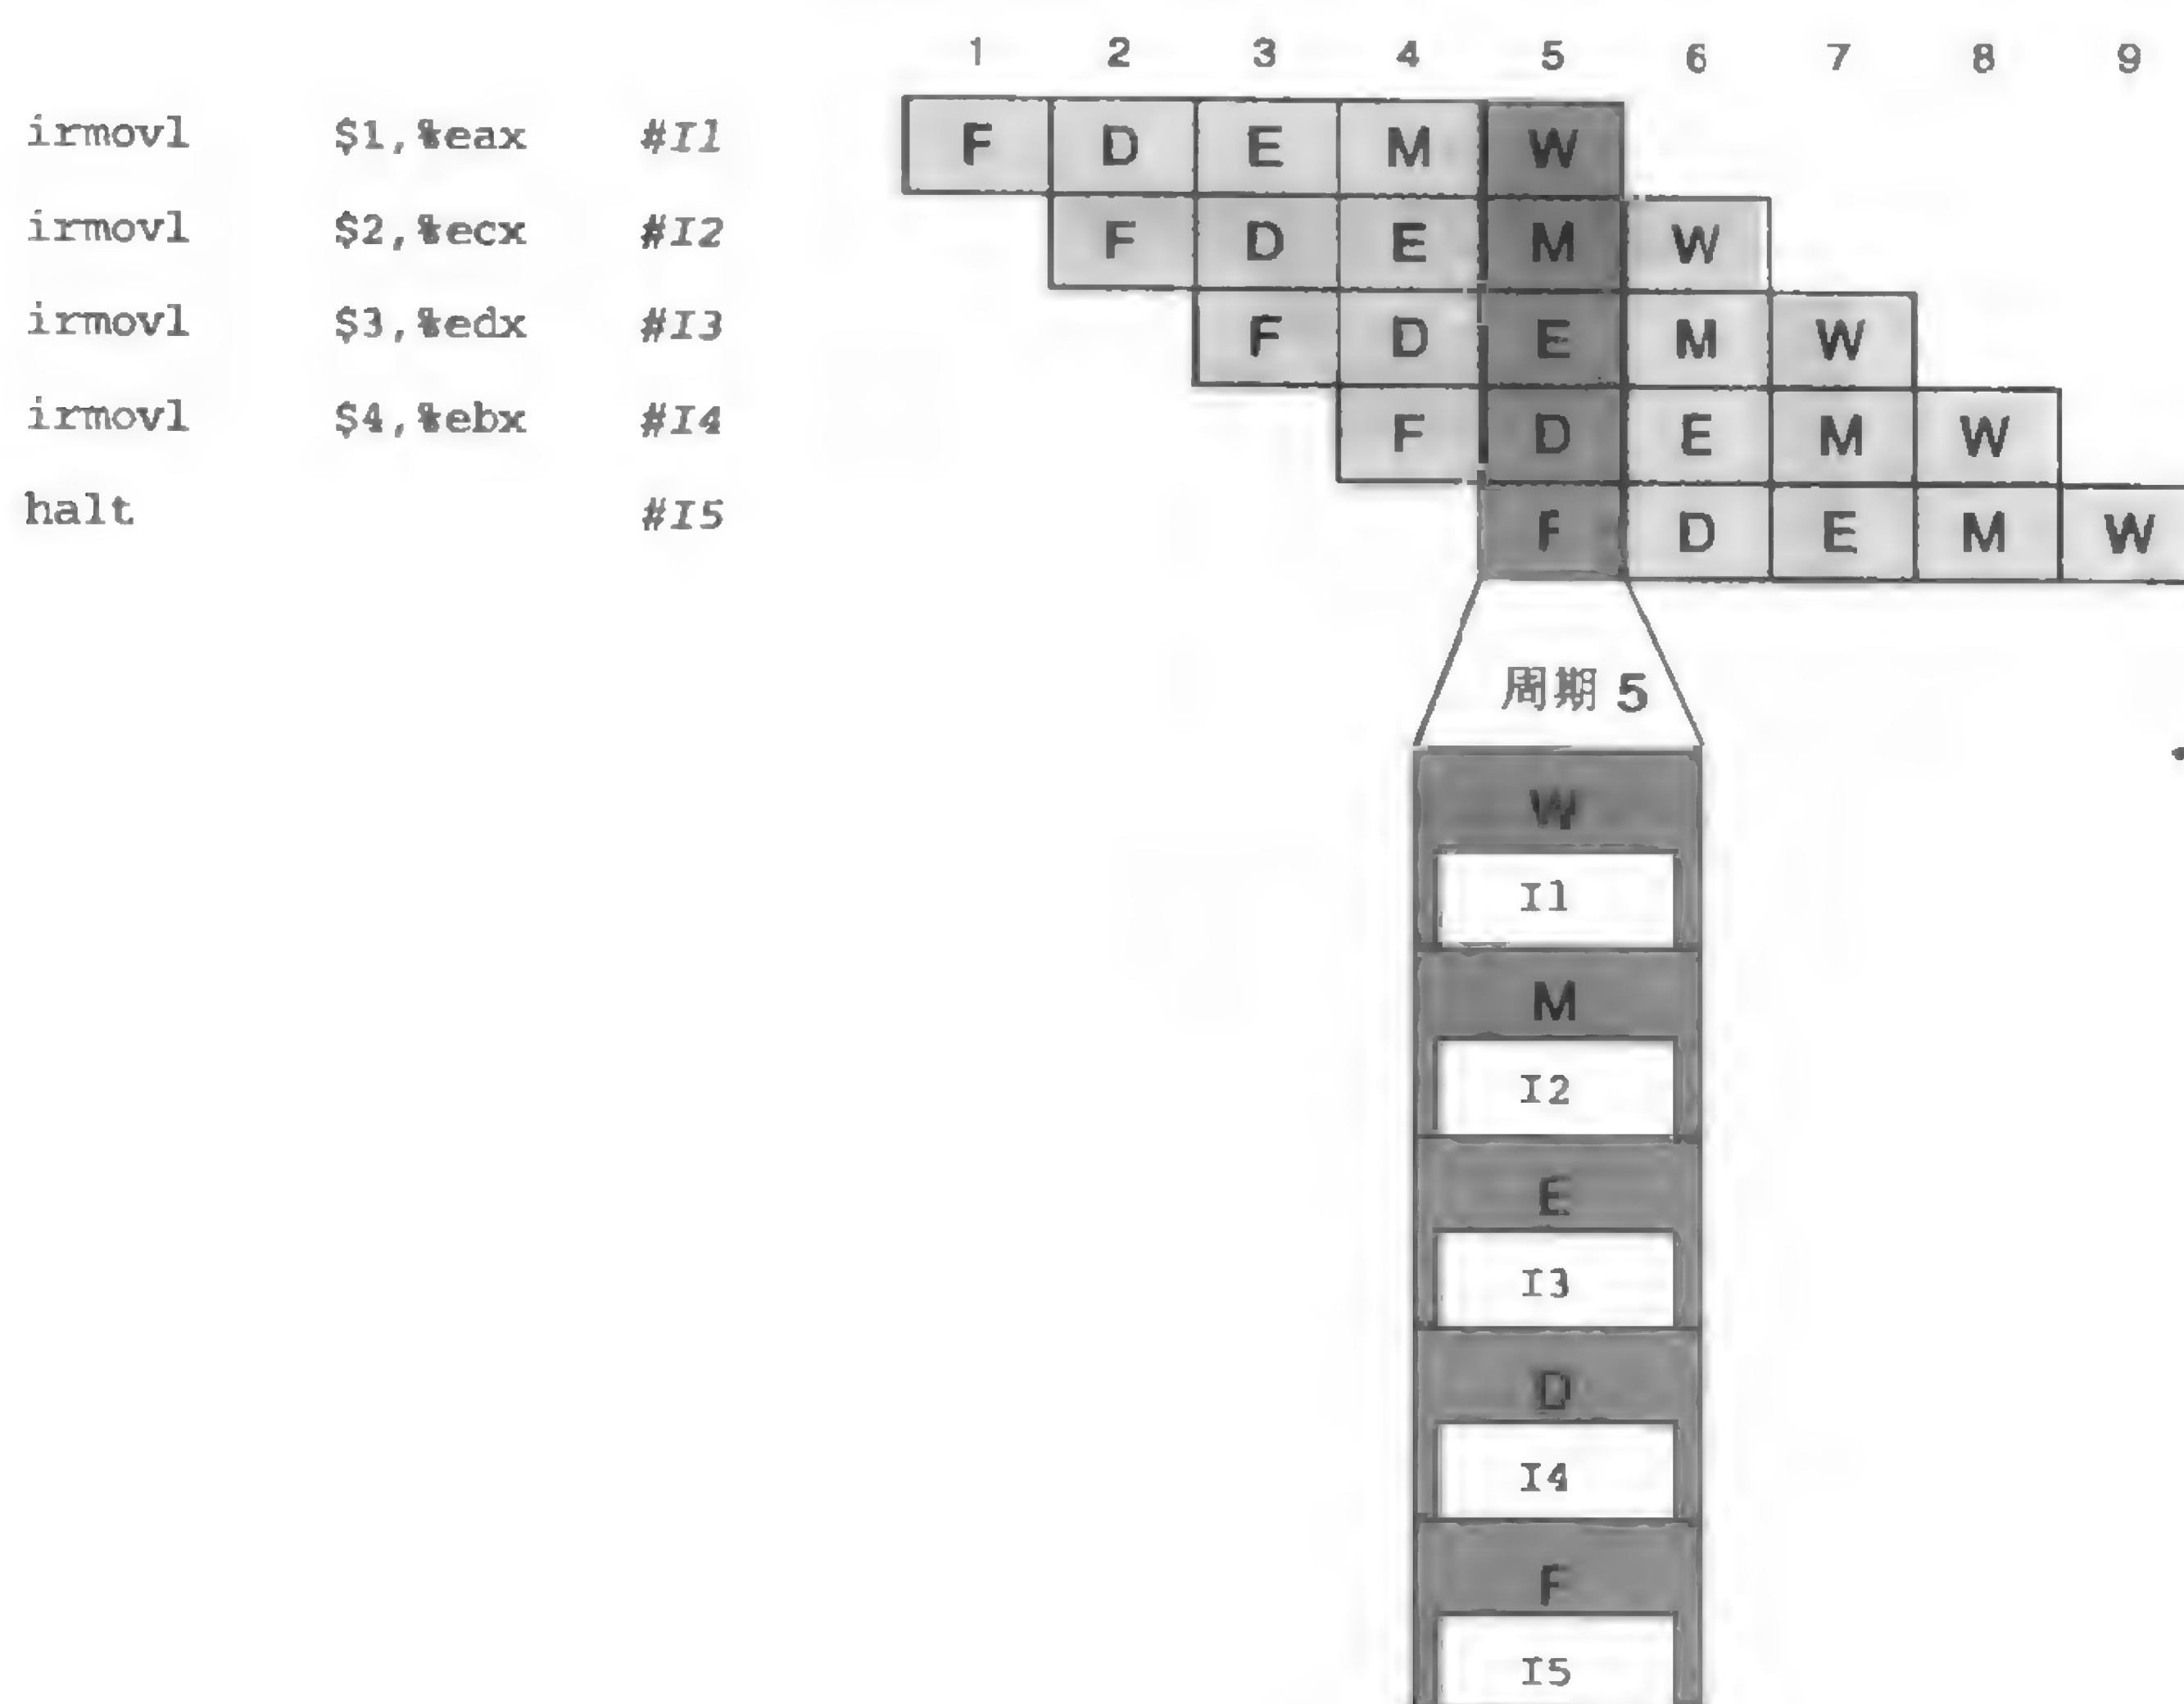 1 2 3 4 5 6 7 8 9
irmovl $1,%eax #I1 F D E M W
irmovl $2,%ecx #I2 F D E M W
irmovl $3,%edx #I3 F D E M W
irmovl $4,%ebx #I4 F D E M W
halt #I5 F D E M W
周期 5
W
I1
M
I2
E
I3
D
I4
F
I5